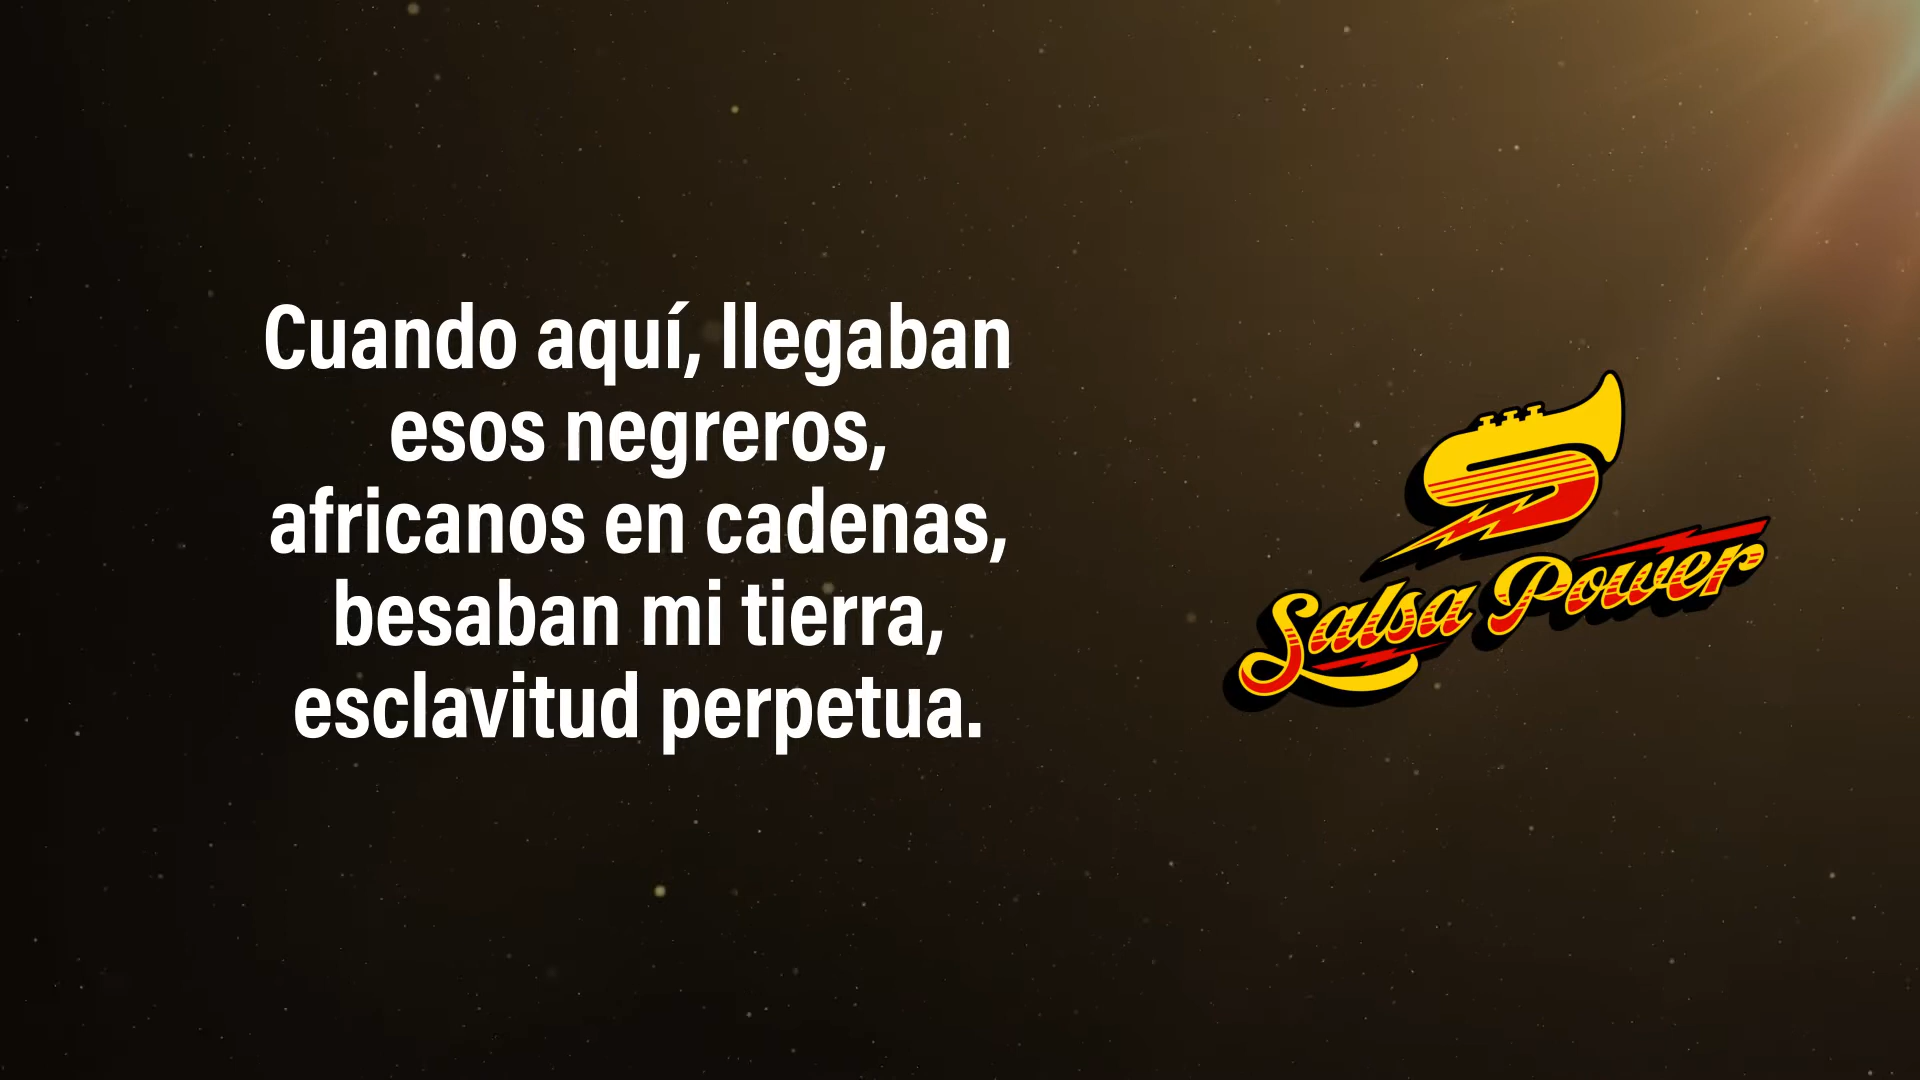 Cuando aquí, llegaban
esos negreros,
africanos en cadenas,
besaban mi tierra,
esclavitud perpetua.
Salsa Power